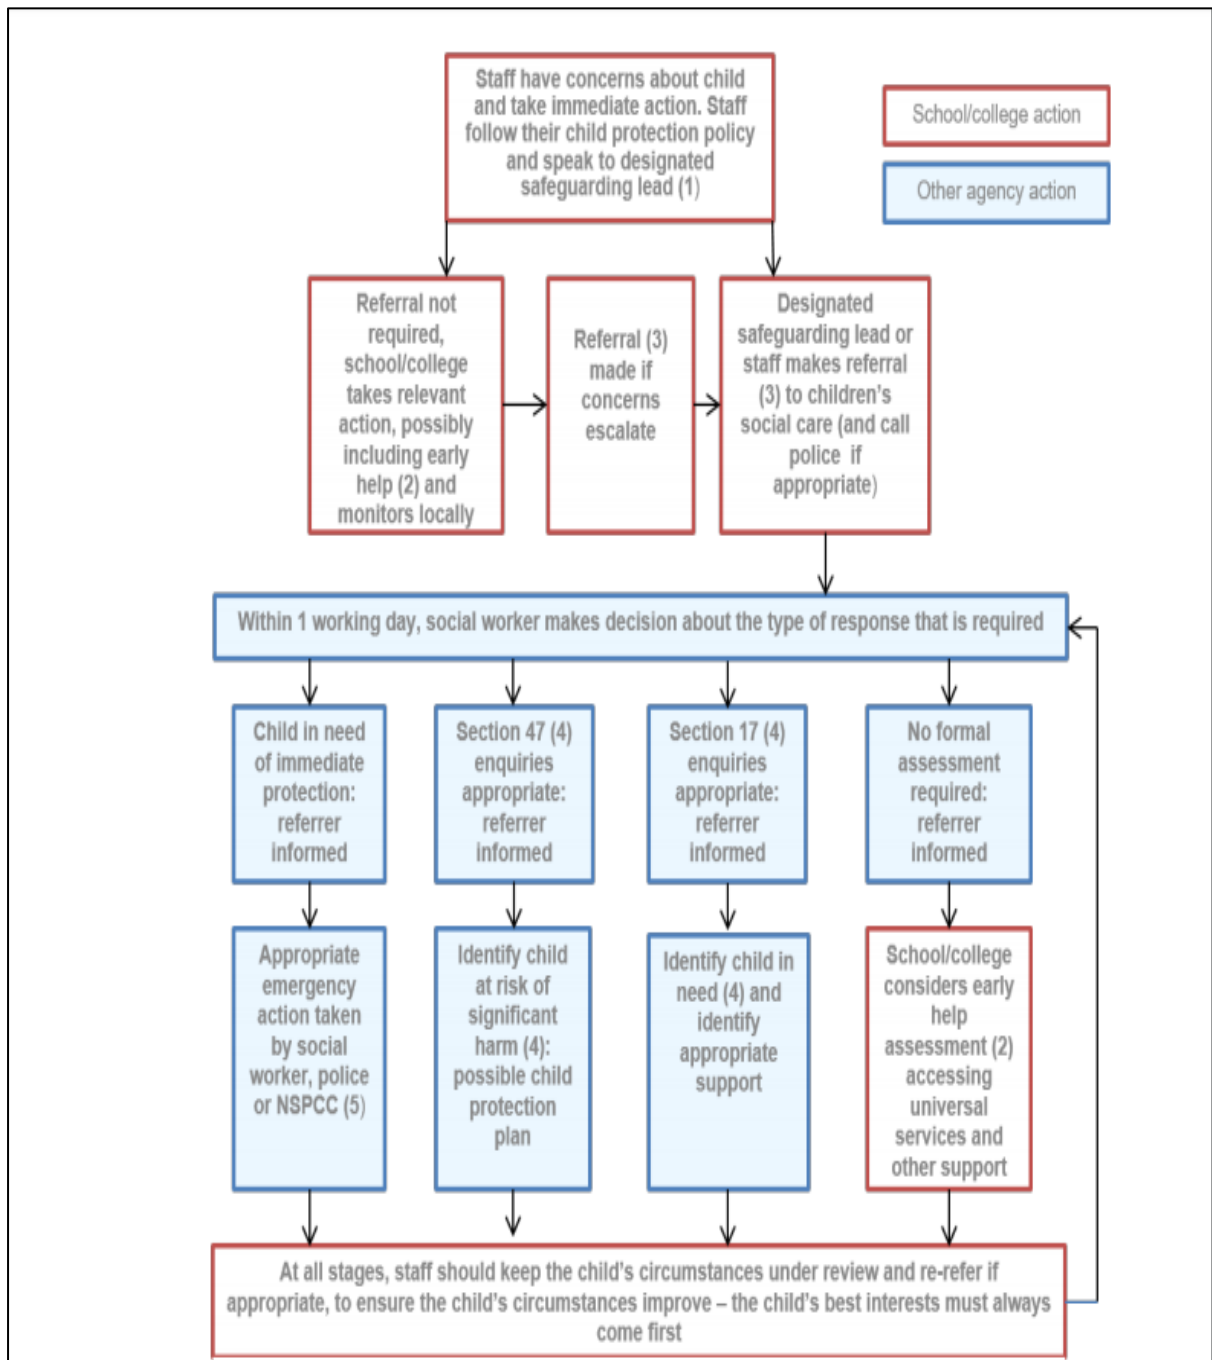 Staff have concerns about child
and take immediate action. Staff
follow their child protection policy
and speak to designated
safeguarding lead (1)
School/college action
Other agency action
Referral not
required,
school/college
takes relevant
action, possibly
including early
help (2) and
monitors locally
Referral (3)
made if
concerns
escalate
Designated
safeguarding lead or
staff makes referral
(3) to children’s
social care (and call
police if
appropriate)
Within 1 working day, social worker makes decision about the type of response that is required
Child in need
of immediate
protection:
referrer
informed
Section 47 (4)
enquiries
appropriate:
referrer
informed
Section 17 (4)
enquiries
appropriate:
referrer
informed
No formal
assessment
required:
referrer
informed
Appropriate
emergency
action taken
by social
worker, police
or NSPCC (5)
Identify child
at risk of
significant
harm (4):
possible child
protection
plan
Identify child in
need (4) and
identify
appropriate
support
School/college
considers early
help
assessment (2)
accessing
universal
services and
other support
At all stages, staff should keep the child’s circumstances under review and re-refer if
appropriate, to ensure the child’s circumstances improve – the child’s best interests must always
come first